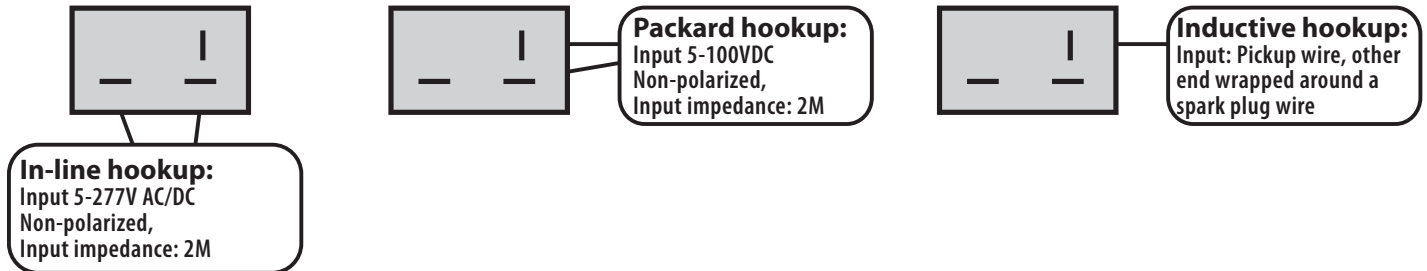 In-line hookup:
Input 5-277V AC/DC
Non-polarized,
Input impedance: 2M
Packard hookup:
Input 5-100VDC
Non-polarized,
Input impedance: 2M
Inductive hookup:
Input: Pickup wire, other
end wrapped around a
spark plug wire